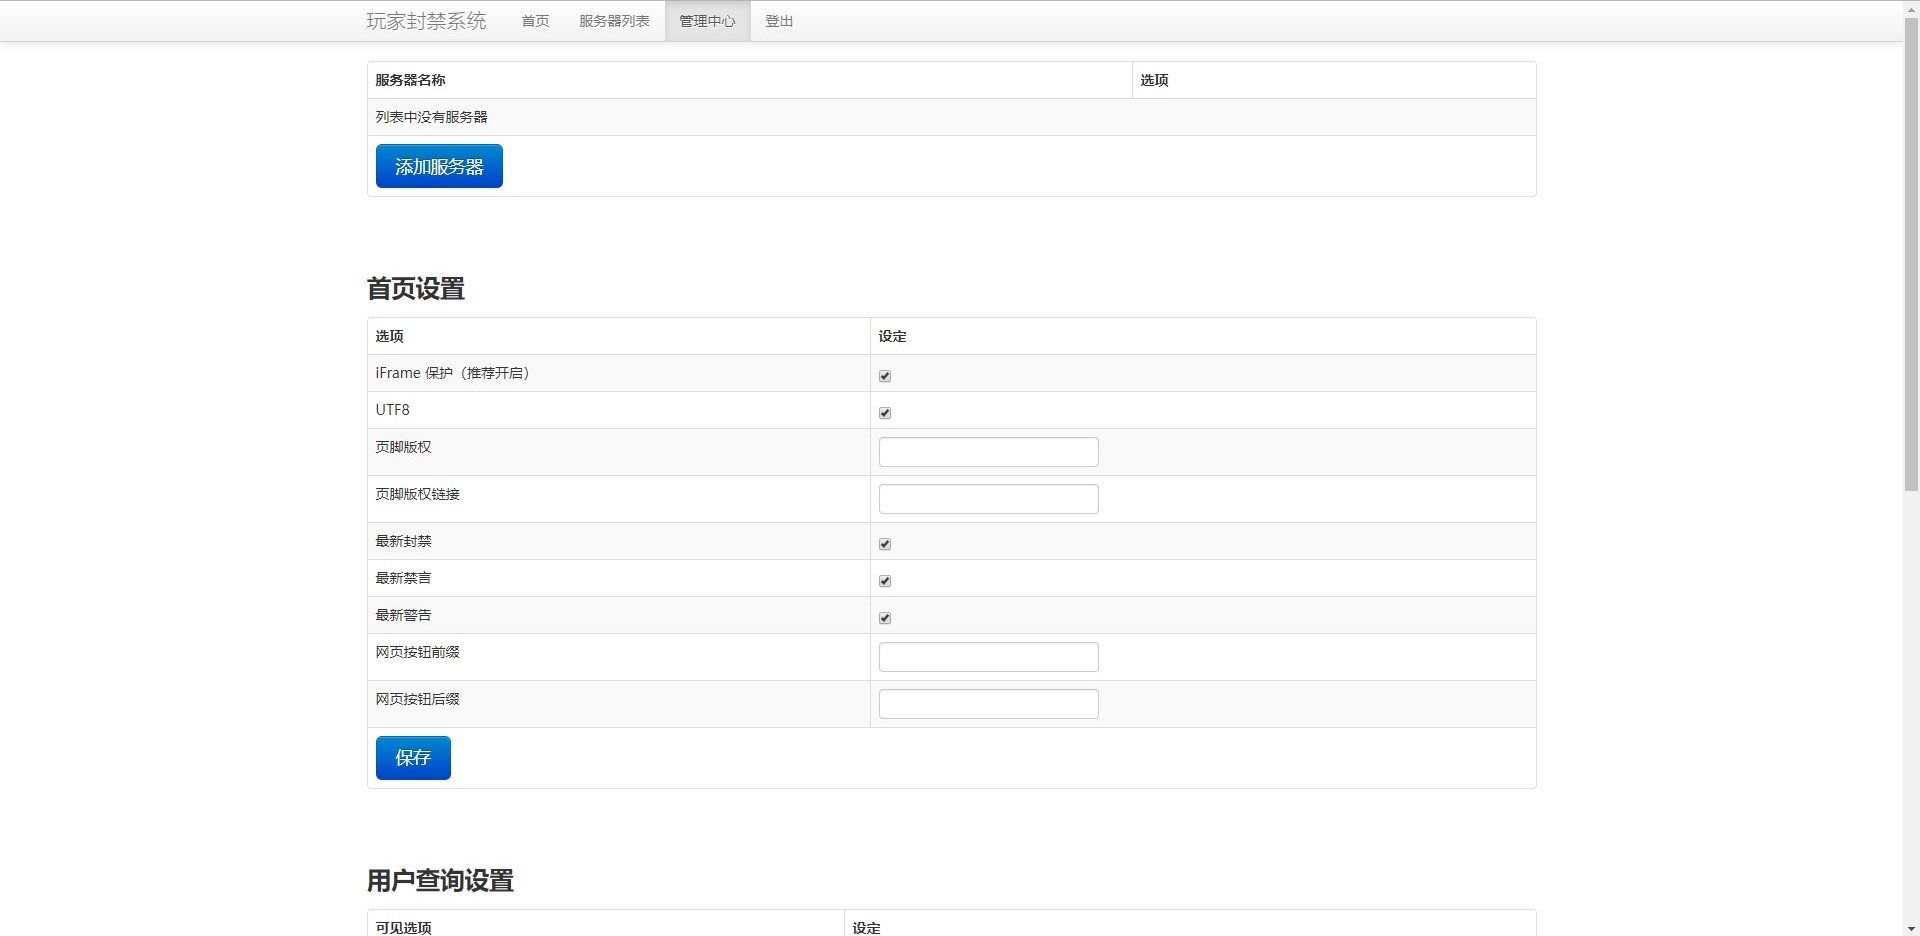 玩家封禁系统 首页 服务器列表 管理中心 登出
服务器名称 选项
列表中没有服务器
添加服务器
首页设置
选项 设定
iFrame 保护（推荐开启）
UTF8
页脚版权
页脚版权链接
最新封禁
最新禁言
最新警告
网页按钮前缀
网页按钮后缀
保存
用户查询设置
可见选项 设定